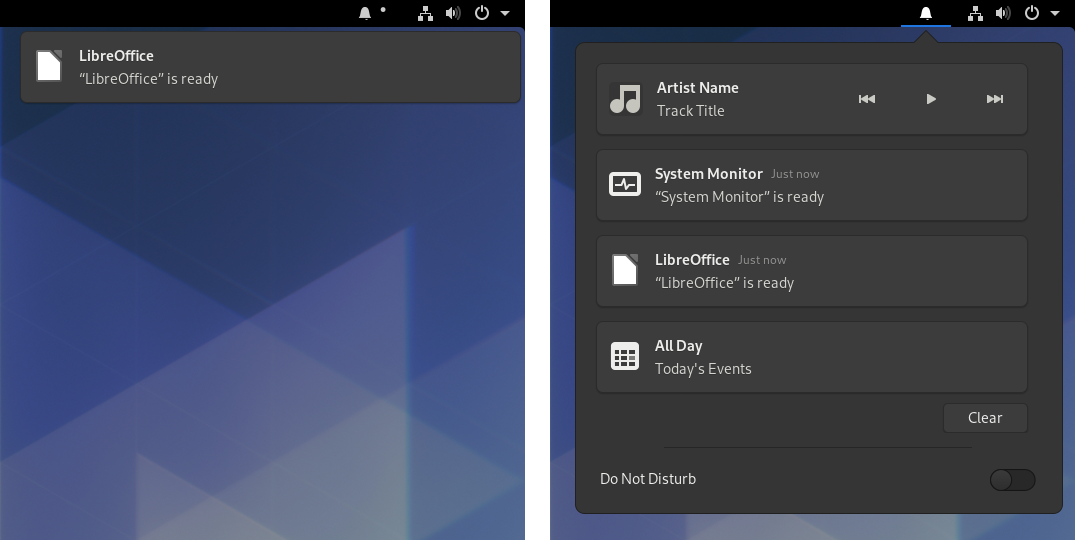 LibreOffice
“LibreOffice” is ready
Artist Name
Track Title
System Monitor Just now
“System Monitor” is ready
LibreOffice Just now
“LibreOffice” is ready
All Day
Today's Events
Clear
Do Not Disturb